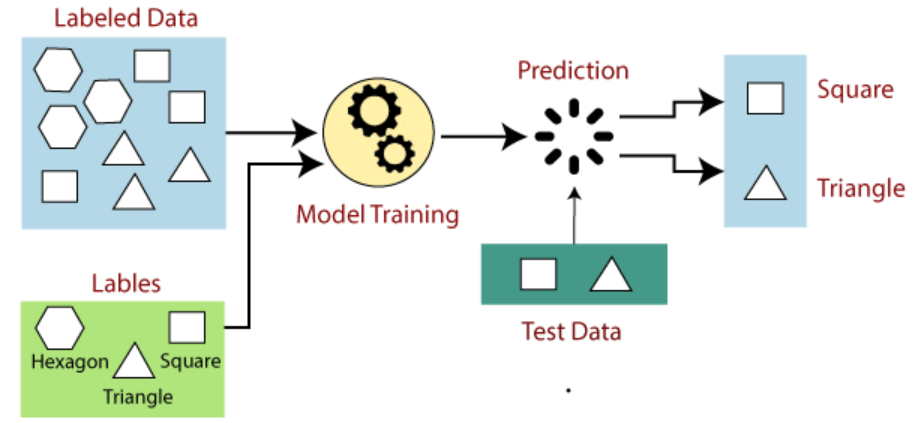 Labeled Data
Prediction
Square
Triangle
Model Training
Lables
Hexagon
Square
Triangle
Test Data
.